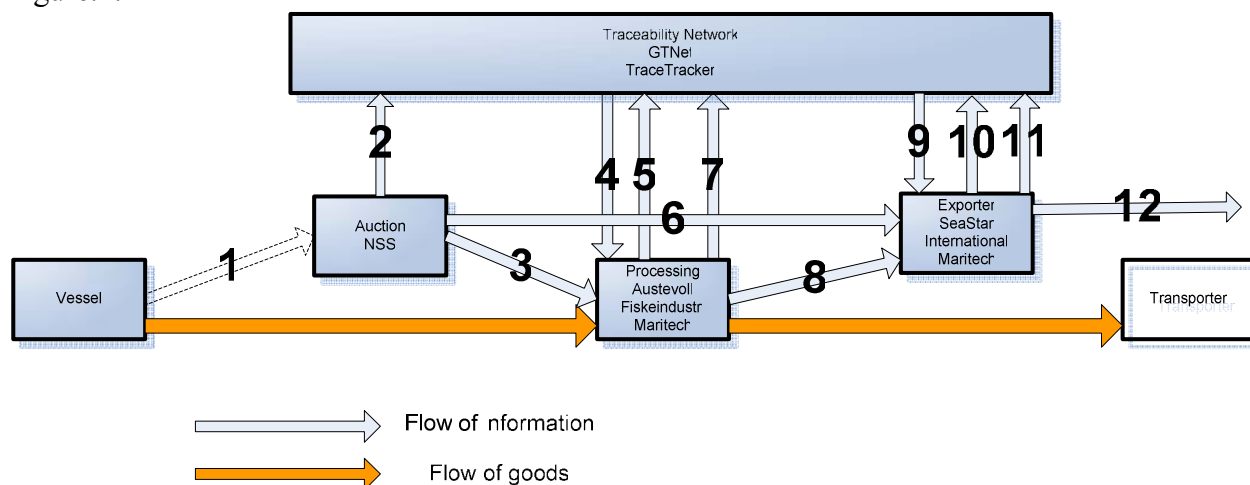 Traceability Network
GTNet
TraceTracker
2
4
5
7
9
10
11
Auction
NSS
6
Exporter
SeaStar
International
Maritech
12
1
3
8
Vessel
Processing
Austevoll
Fiskeindustr
Maritech
Transporter
Transporter
Flow of nformation
Flow of goods